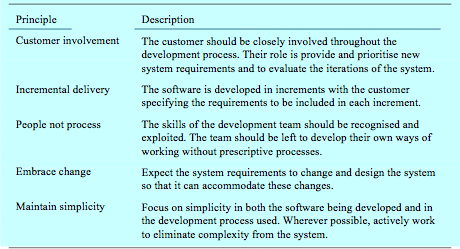 Principle Description
Customer involvement The customer should be closely involved throughout the
development process. Their role is provide and prioritise new
system requirements and to evaluate the iterations of the system.
Incremental delivery The software is developed in increments with the customer
specifying the requirements to be included in each increment.
People not process The skills of the development team should be recognised and
exploited. The team should be left to develop their own ways of
working without prescriptive processes.
Embrace change Expect the system requirements to change and design the system
so that it can accommodate these changes.
Maintain simplicity Focus on simplicity in both the software being developed and in
the development process used. Wherever possible, actively work
to eliminate complexity from the system.